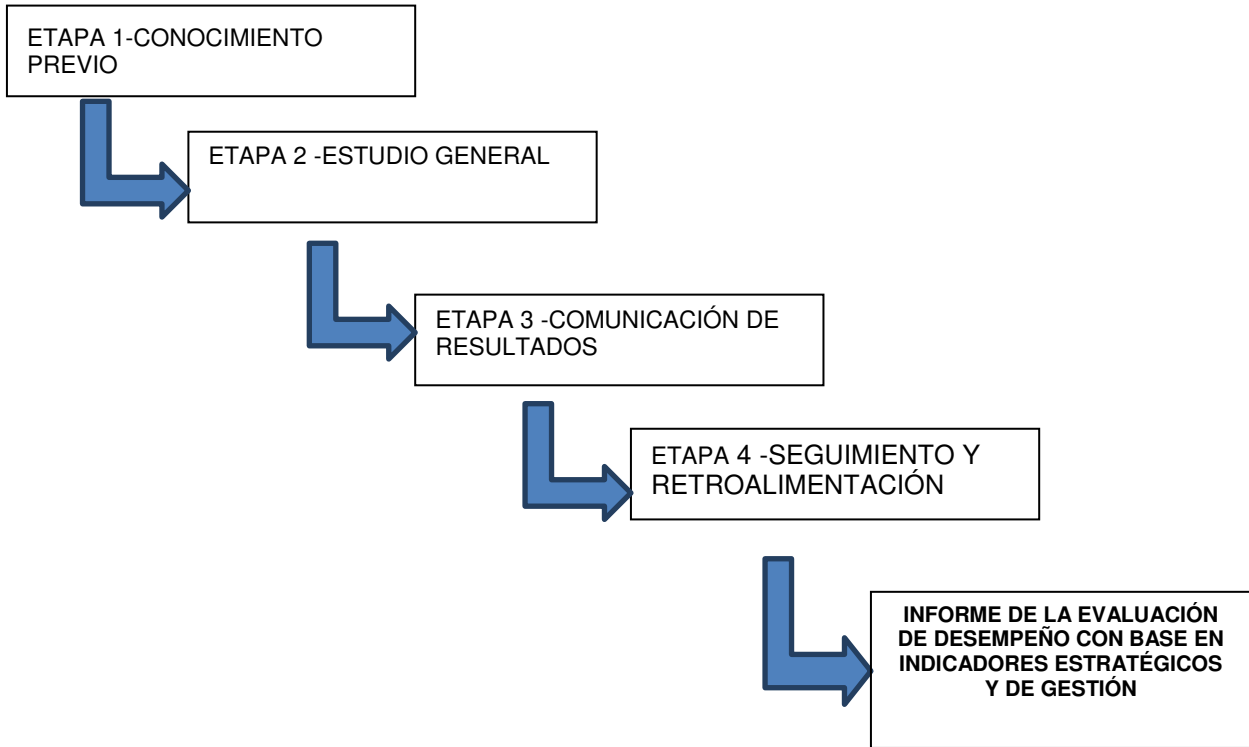 ETAPA 1-CONOCIMIENTO
PREVIO
ETAPA 2 -ESTUDIO GENERAL
ETAPA 3 -COMUNICACIÓN DE
RESULTADOS
ETAPA 4 -SEGUIMIENTO Y
RETROALIMENTACIÓN
INFORME DE LA EVALUACIÓN
DE DESEMPEÑO CON BASE EN
INDICADORES ESTRATÉGICOS
Y DE GESTIÓN